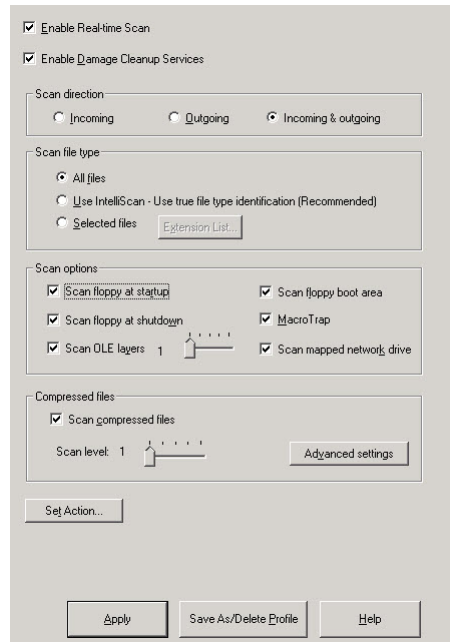 Enable Real-time Scan
Enable Damage Cleanup Services
Scan direction
Incoming Outgoing Incoming & outgoing
Scan file type
All files
Use IntelliScan - Use true file type identification (Recommended)
Selected files Extension List...
Scan options
Scan floppy at startup Scan floppy boot area
Scan floppy at shutdown MacroTrap
Scan OLE layers 1 Scan mapped network drive
Compressed files
Scan compressed files
Scan level: 1 Advanced settings
Set Action...
Apply Save As/Delete Profile Help